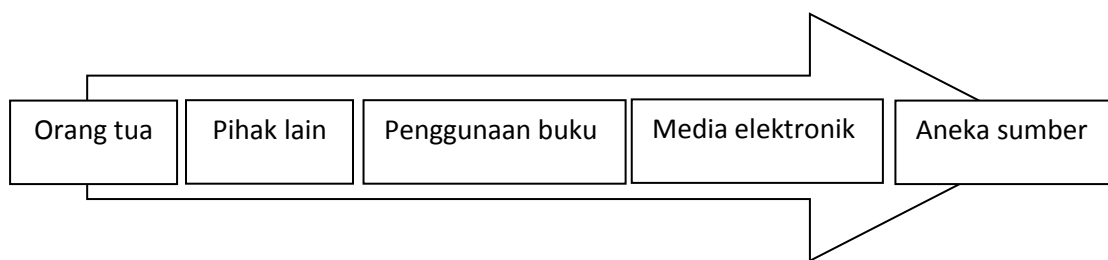 Orang tua
Pihak lain
Penggunaan buku
Media elektronik
Aneka sumber